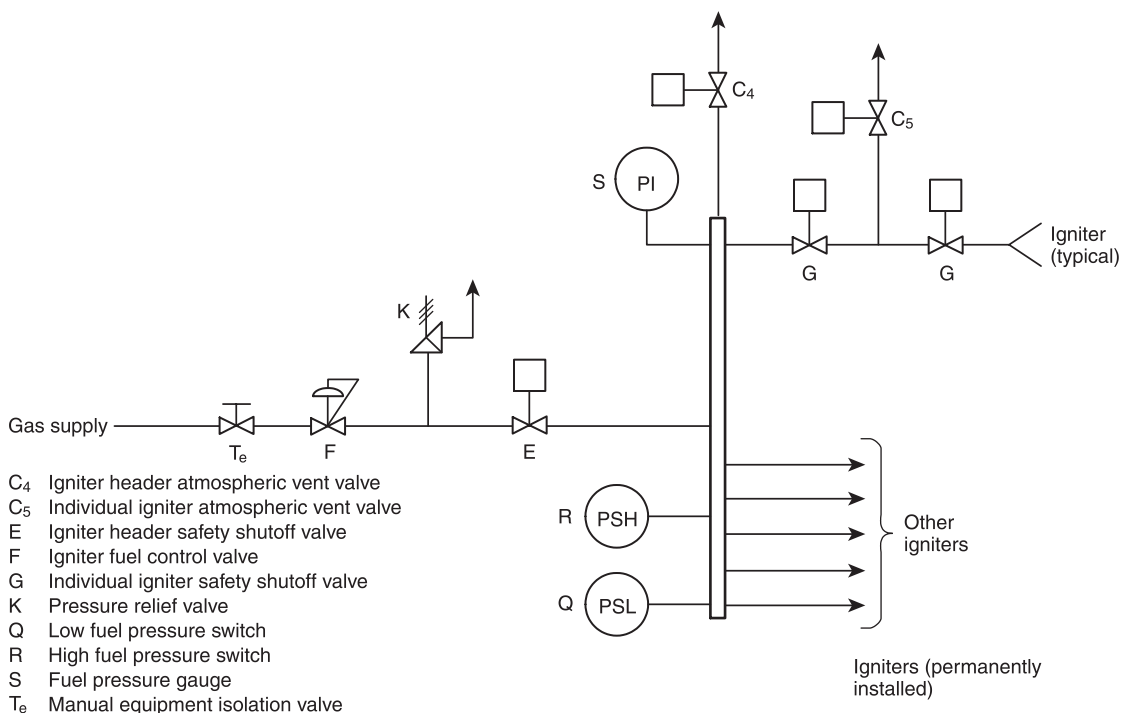 C₄
C₅
S
PI
Igniter
(typical)
G
G
K
Gas supply
Tₑ
F
E
C₄ Igniter header atmospheric vent valve
C₅ Individual igniter atmospheric vent valve
E Igniter header safety shutoff valve
F Igniter fuel control valve
G Individual igniter safety shutoff valve
K Pressure relief valve
Q Low fuel pressure switch
R High fuel pressure switch
S Fuel pressure gauge
Tₑ Manual equipment isolation valve
R
PSH
Q
PSL
Other
igniters
Igniters (permanently
installed)